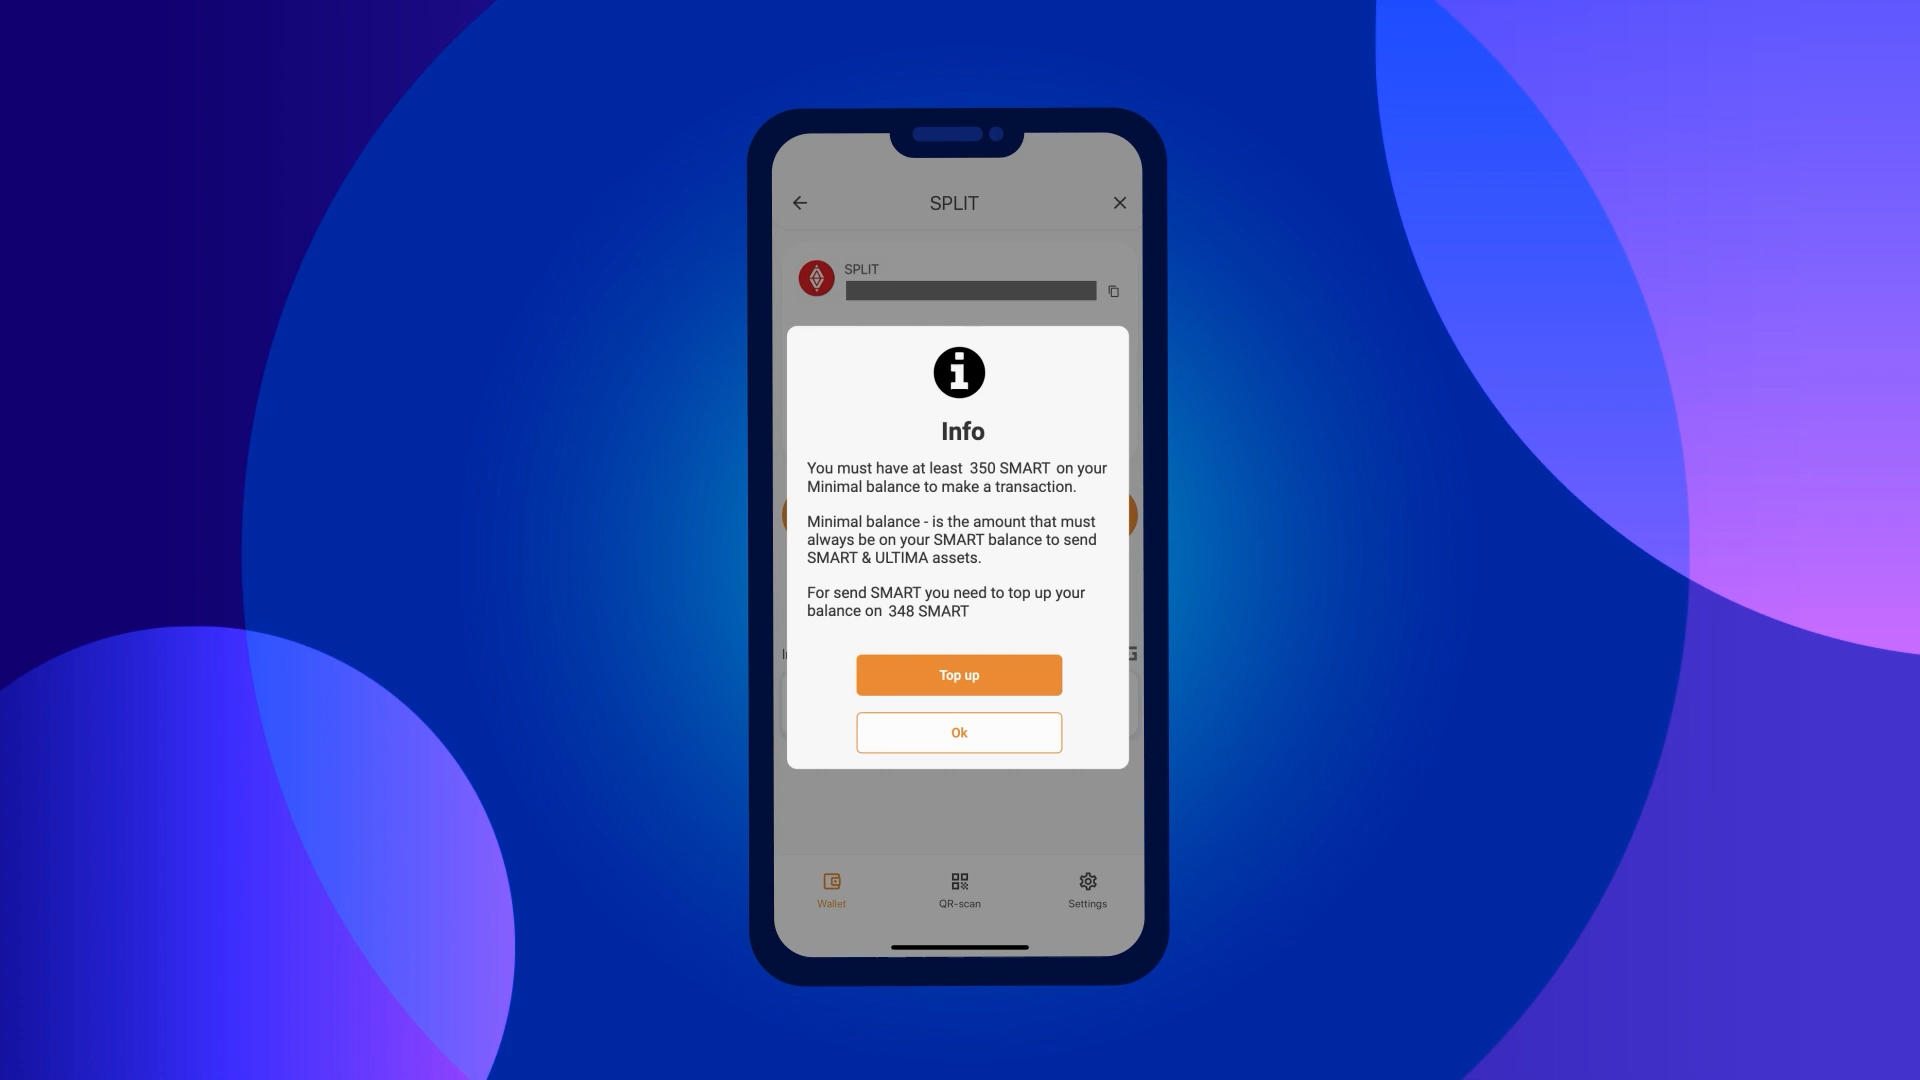 SPLIT
SPLIT
Info
You must have at least 350 SMART on your
Minimal balance to make a transaction.
Minimal balance - is the amount that must
always be on your SMART balance to send
SMART & ULTIMA assets.
For send SMART you need to top up your
balance on 348 SMART
Top up
Ok
Wallet
QR-scan
Settings